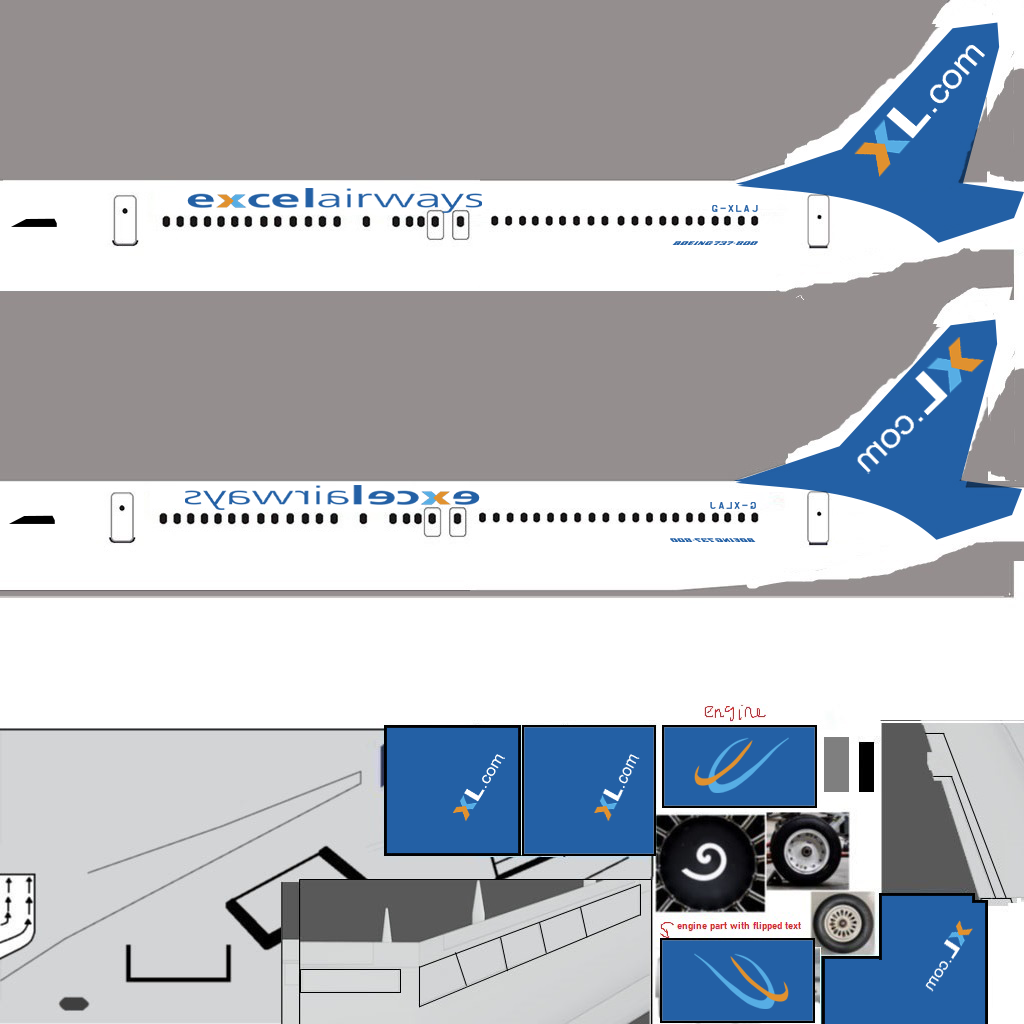 XL.com
excelairways
G-XLAJ
BOEING 737-800
XL.com
excelairways
G-XLAJ
BOEING 737-800
engine
XL.com
XL.com
engine part with flipped text
XL.com